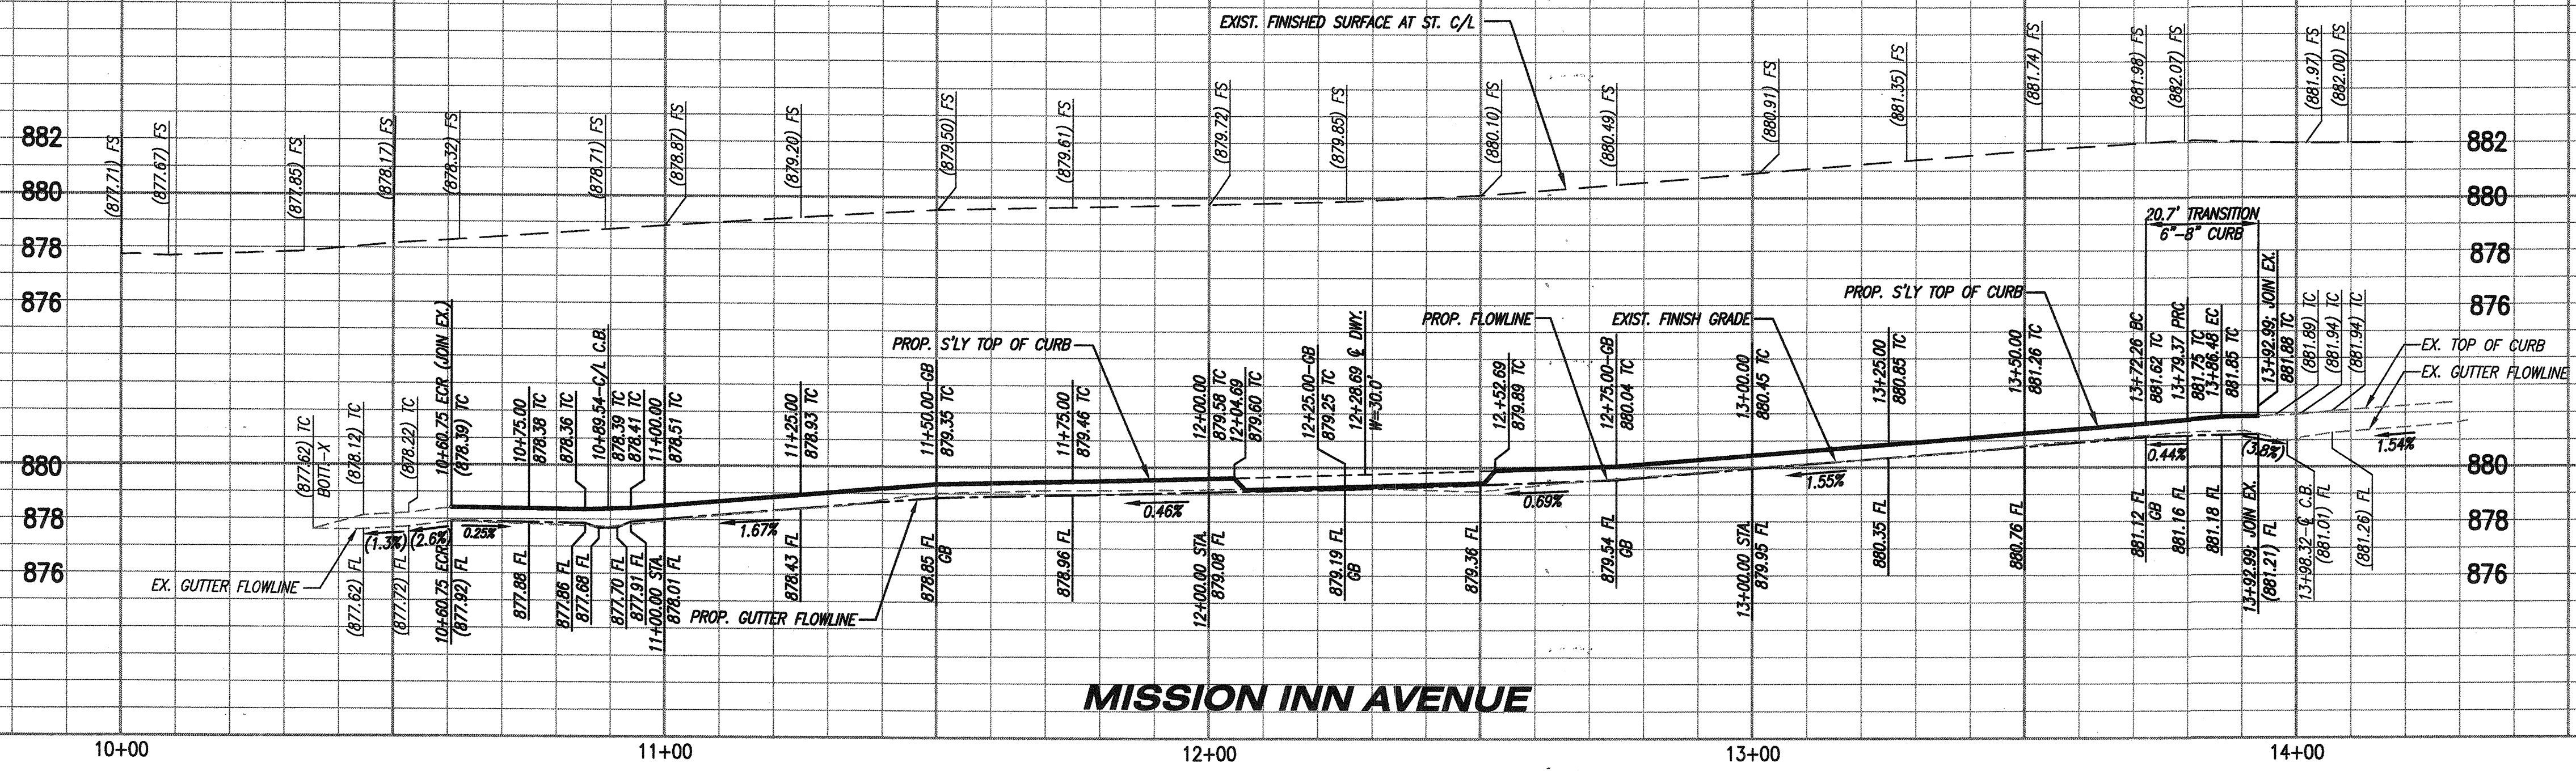 EXIST. FINISHED SURFACE AT ST. C/L
(877.71) FS
(877.67) FS
(877.85) FS
(878.17) FS
(878.32) FS
(878.71) FS
(878.87) FS
(879.20) FS
(879.50) FS
(879.61) FS
(879.72) FS
(879.85) FS
(880.10) FS
(880.49) FS
(880.91) FS
(881.35) FS
(881.74) FS
(881.98) FS
(882.07) FS
(881.97) FS
(882.00) FS
882
882
880
880
878
878
876
876
20.7' TRANSITION
6"-8" CURB
PROP. S'LY TOP OF CURB
PROP. FLOWLINE
EXIST. FINISH GRADE
PROP. S'LY TOP OF CURB
EX. TOP OF CURB
EX. GUTTER FLOWLINE
(877.62) TC
BOTT.-X
(878.12) TC
(878.22) TC
10+60.75 ECR (JOIN EX.)
(878.39) TC
10+75.00
878.38 TC
878.36 TC
10+89.54-C/L C.B.
878.39 TC
878.41 TC
11+00.00
878.51 TC
11+25.00
878.93 TC
11+50.00-GB
879.35 TC
11+75.00
879.46 TC
12+00.00
879.58 TC
12+04.69
879.60 TC
12+25.00-GB
879.25 TC
12+28.69 ℄ DWY.
W=30.0'
12+52.69
879.89 TC
12+75.00-GB
880.04 TC
13+00.00
880.45 TC
13+25.00
880.85 TC
13+50.00
881.26 TC
13+72.26 BC
881.62 TC
13+79.37 PRC
881.75 TC
13+86.48 EC
881.85 TC
13+92.99; JOIN EX.
881.88 TC
(881.89) TC
(881.94) TC
(881.94) TC
880
880
878
878
876
876
(1.3%)
(2.6%)
0.25%
1.67%
0.46%
0.69%
1.55%
0.44%
(3.8%)
1.54%
EX. GUTTER FLOWLINE
PROP. GUTTER FLOWLINE
(877.62) FL
(877.72) FL
10+60.75 ECR
(877.92) FL
877.88 FL
877.86 FL
877.68 FL
877.70 FL
877.91 FL
11+00.00 STA.
878.01 FL
878.43 FL
878.85 FL
GB
878.96 FL
12+00.00 STA.
879.08 FL
879.19 FL
GB
879.36 FL
879.54 FL
GB
13+00.00 STA.
879.95 FL
880.35 FL
880.76 FL
881.12 FL
GB
881.16 FL
881.18 FL
13+92.99; JOIN EX.
(881.21) FL
13+98.32-℄ C.B.
(881.01) FL
(881.26) FL
MISSION INN AVENUE
10+00
11+00
12+00
13+00
14+00